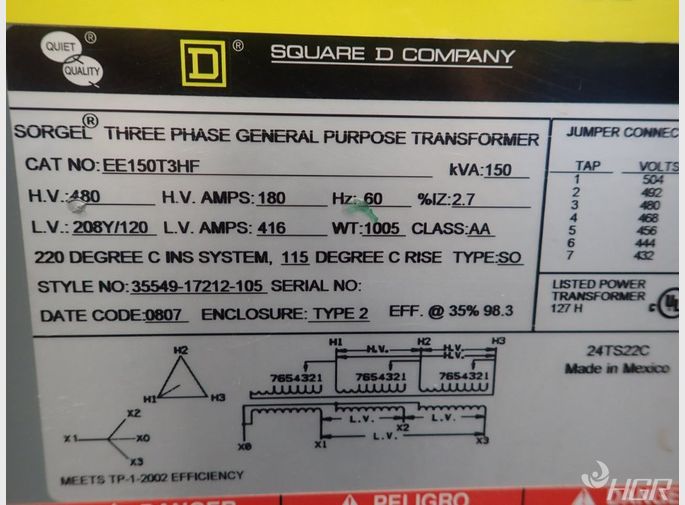 QUIET QUALITY ®
D ® SQUARE D COMPANY
SORGEL® THREE PHASE GENERAL PURPOSE TRANSFORMER
CAT NO: EE150T3HF kVA: 150
H.V.: 480 H.V. AMPS: 180 Hz: 60 %IZ: 2.7
L.V.: 208Y/120 L.V. AMPS: 416 WT: 1005 CLASS: AA
220 DEGREE C INS SYSTEM, 115 DEGREE C RISE TYPE: SO
STYLE NO: 35549-17212-105 SERIAL NO:
DATE CODE: 0807 ENCLOSURE: TYPE 2 EFF. @ 35% 98.3
JUMPER CONNEC
TAP VOLTS
1 504
2 492
3 480
4 468
5 456
6 444
7 432
LISTED POWER
TRANSFORMER
127 H
c UL
24TS22C
Made in Mexico
H2
H1 H3
X2
X1 X0
X3
H1 H.V. H2 H3
H.V.
7654321 7654321 7654321
L.V. L.V.
X0 X1 X2 X3
L.V.
MEETS TP-1-2002 EFFICIENCY
DANGER PELIGRO DANGER
HGR